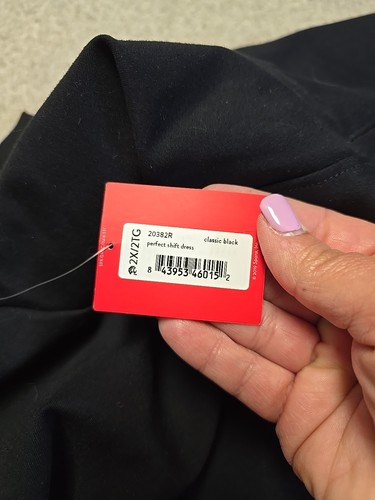 2X/2TG
20382R
perfect shift dress
classic black
8 43953 46015 2